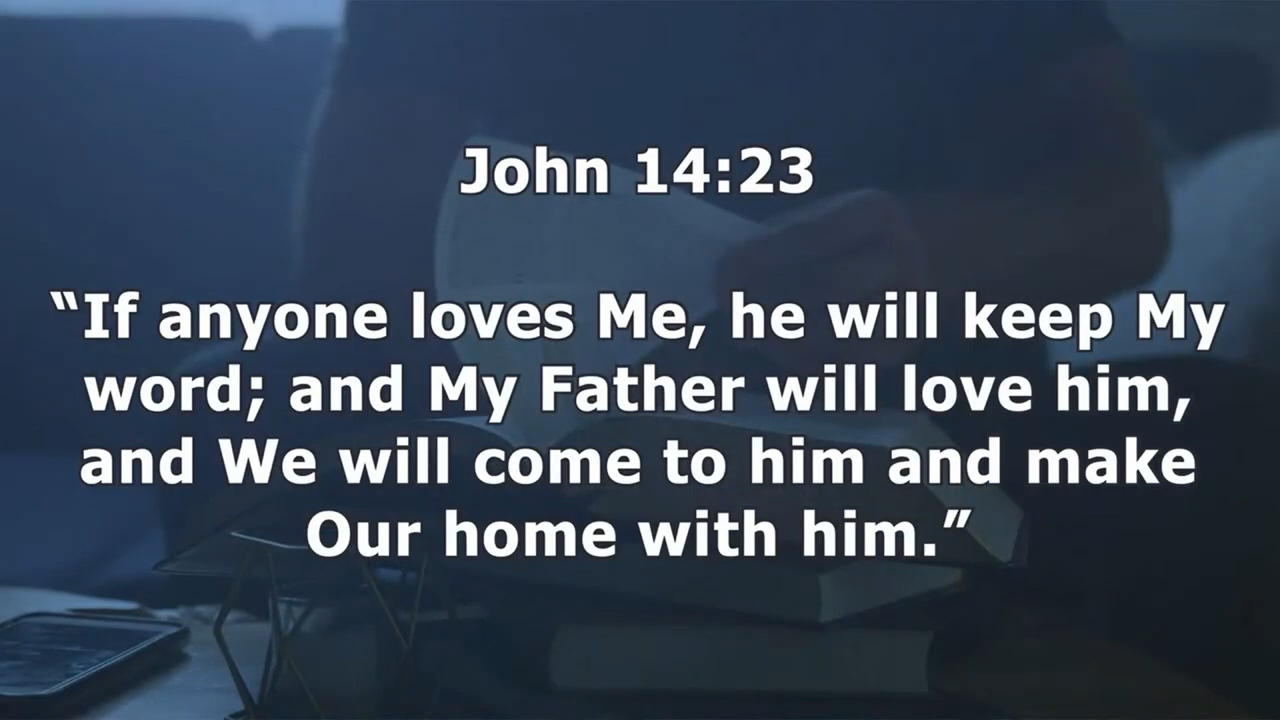 John 14:23
“If anyone loves Me, he will keep My
word; and My Father will love him,
and We will come to him and make
Our home with him.”